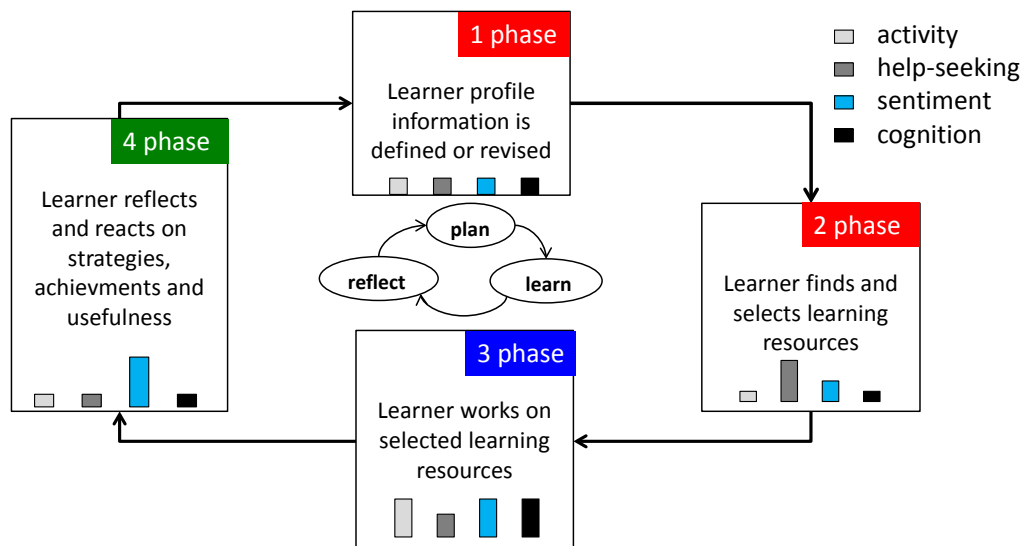 1 phase
Learner profile
information is
defined or revised
activity
help-seeking
sentiment
cognition
4 phase
Learner reflects
and reacts on
strategies,
achievments and
usefulness
plan
reflect
learn
2 phase
Learner finds and
selects learning
resources
3 phase
Learner works on
selected learning
resources